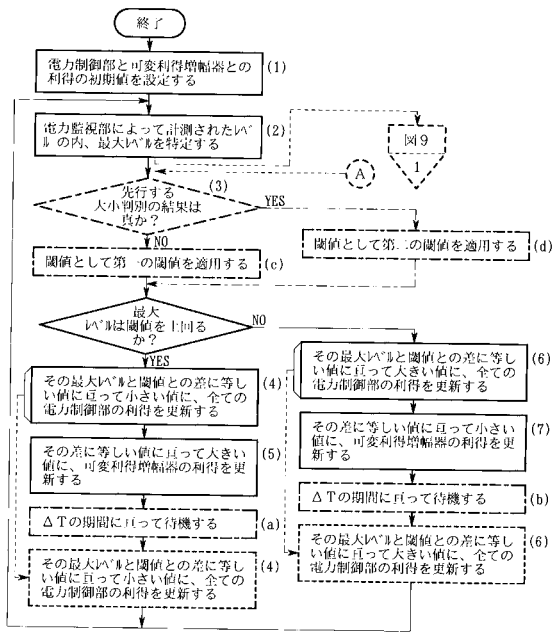 終了
電力制御部と可変利得増幅器との
利得の初期値を設定する
(1)
電力監視部によって計測されたﾚﾍﾞ
ﾙ の内、最大ﾚﾍﾞﾙを特定する
(2)
図9
1
A
先行する
大小判別の結果は
真か?
(3)
YES
NO
閾値として第一の閾値を適用する
(c)
閾値として第二の閾値を適用する
(d)
最大
ﾚﾍﾞﾙは閾値を上回る
か?
NO
YES
その最大ﾚﾍﾞﾙと閾値との差に等し
い値に亘って小さい値に、全ての
電力制御部の利得を更新する
(4)
その差に等しい値に亘って大きい
値に、可変利得増幅器の利得を更
新する
(5)
ΔTの期間に亘って待機する
(a)
その最大ﾚﾍﾞﾙと閾値との差に等し
い値に亘って小さい値に、全ての
電力制御部の利得を更新する
(4)
その最大ﾚﾍﾞﾙと閾値との差に等し
い値に亘って大きい値に、全ての
電力制御部の利得を更新する
(6)
その差に等しい値に亘って小さい
値に、可変利得増幅器の利得を更
新する
(7)
ΔTの期間に亘って待機する
(b)
その最大ﾚﾍﾞﾙと閾値との差に等し
い値に亘って大きい値に、全ての
電力制御部の利得を更新する
(6)